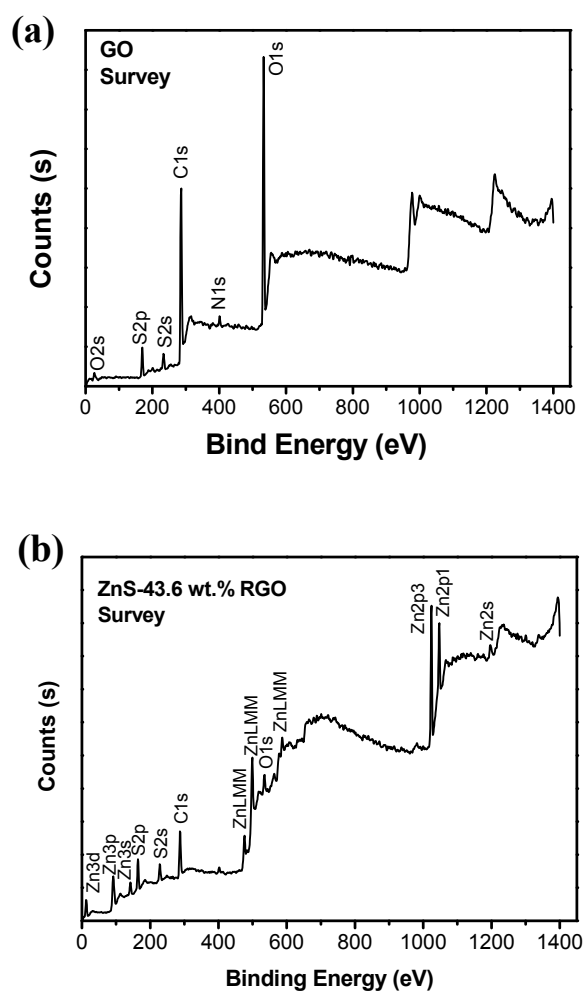 (a)
GO
Survey
O1s
C1s
N1s
S2p
S2s
O2s
Counts (s)
0 200 400 600 800 1000 1200 1400
Bind Energy (eV)
(b)
ZnS-43.6 wt.% RGO
Survey
Zn2p3
Zn2p1
Zn2s
ZnLMM
ZnLMM
O1s
ZnLMM
C1s
S2s
S2p
Zn3s
Zn3p
Zn3d
Counts (s)
0 200 400 600 800 1000 1200 1400
Binding Energy (eV)